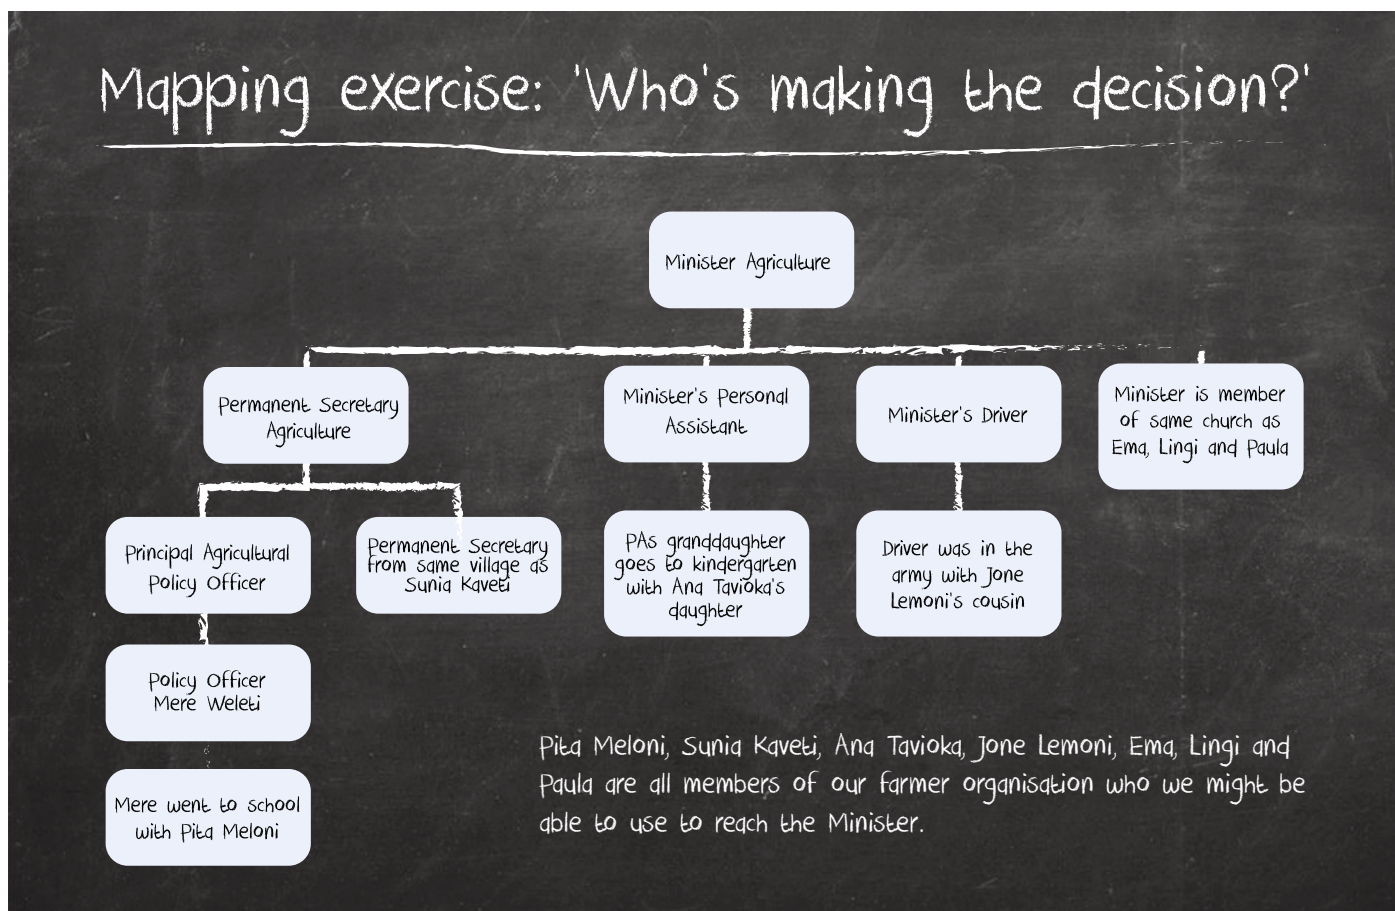 Mapping exercise: 'Who's making the decision?'
Minister Agriculture
Permanent Secretary
Agriculture
Minister's Personal
Assistant
Minister's Driver
Minister is member
of same church as
Ema, Lingi and Paula
Principal Agricultural
Policy Officer
Permanent Secretary
from same village as
Sunia Kaveti
PAs granddaughter
goes to kindergarten
with Ana Tavioka's
daughter
Driver was in the
army with Jone
Lemoni's cousin
Policy Officer
Mere Weleti
Mere went to school
with Pita Meloni
Pita Meloni, Sunia Kaveti, Ana Tavioka, Jone Lemoni, Ema, Lingi and
Paula are all members of our farmer organisation who we might be
able to use to reach the Minister.